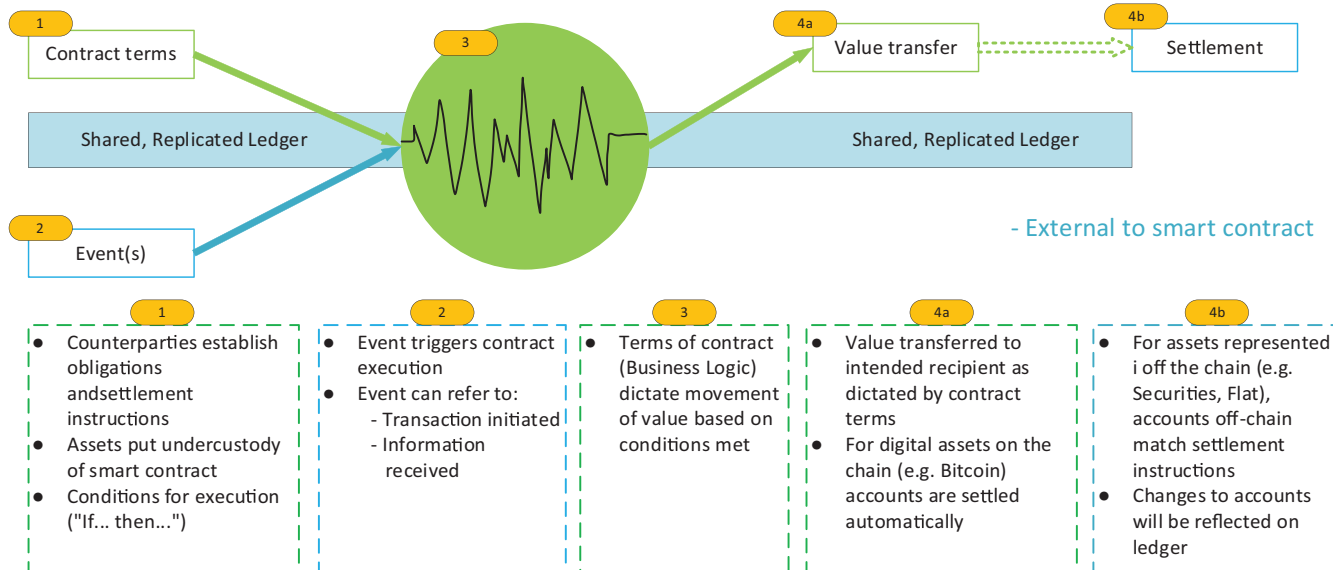 1
Contract terms
3
4a
Value transfer
4b
Settlement
Shared, Replicated Ledger
Shared, Replicated Ledger
2
Event(s)
- External to smart contract
1
● Counterparties establish
obligations
andsettlement
instructions
● Assets put undercustody
of smart contract
● Conditions for execution
("If... then...")
2
● Event triggers contract
execution
● Event can refer to:
- Transaction initiated
- Information
received
3
● Terms of contract
(Business Logic)
dictate movement
of value based on
conditions met
4a
● Value transferred to
intended recipient as
dictated by contract
terms
● For digital assets on the
chain (e.g. Bitcoin)
accounts are settled
automatically
4b
● For assets represented
i off the chain (e.g.
Securities, Flat),
accounts off-chain
match settlement
instructions
● Changes to accounts
will be reflected on
ledger